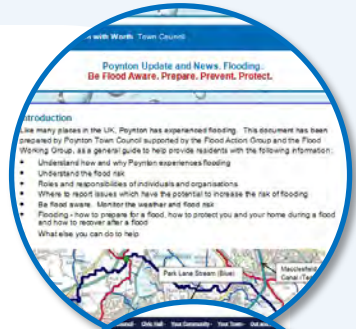 with Worth Town Council
Poynton Update and News. Flooding.
Be Flood Aware. Prepare. Prevent. Protect.
Introduction
Like many places in the UK, Poynton has experienced flooding. This document has been
prepared by Poynton Town Council supported by the Flood Action Group and the Flood
Working Group, as a general guide to help provide residents with the following information:
• Understand how and why Poynton experiences flooding
• Understand the flood risk
• Roles and responsibilities of individuals and organisations
• Where to report issues which have the potential to increase the risk of flooding
• Be flood aware. Monitor the weather and flood risk
• Flooding - how to prepare for a flood, how to protect you and your home during a flood
and how to recover after a flood
What else you can do to help
Park Lane Stream (Blue)
Macclesfield
Canal
Civic Hall - Your Community - Your Town -